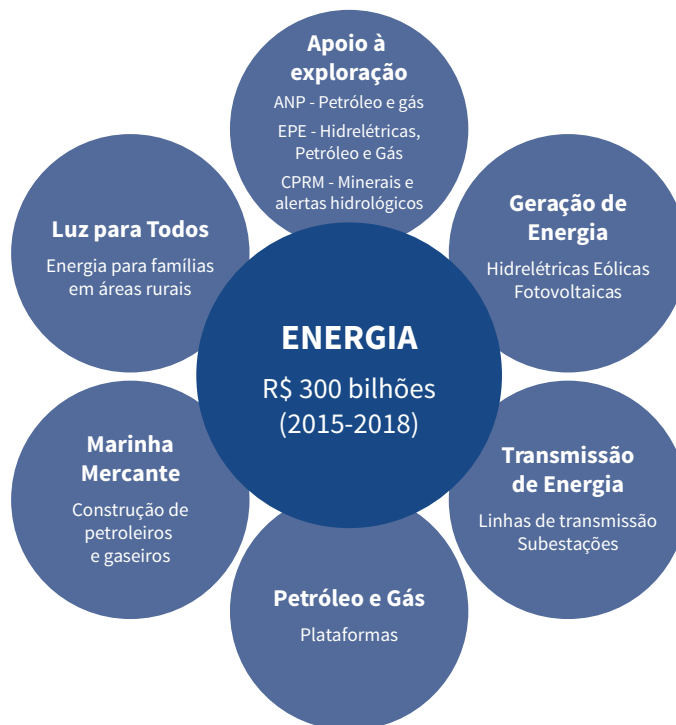 Apoio à
exploração
ANP - Petróleo e gás
EPE - Hidrelétricas,
Petróleo e Gás
CPRM - Minerais e
alertas hidrológicos
Geração de
Energia
Hidrelétricas Eólicas
Fotovoltaicas
Luz para Todos
Energia para famílias
em áreas rurais
ENERGIA
R$ 300 bilhões
(2015-2018)
Marinha
Mercante
Construção de
petroleiros
e gaseiros
Transmissão
de Energia
Linhas de transmissão
Subestações
Petróleo e Gás
Plataformas